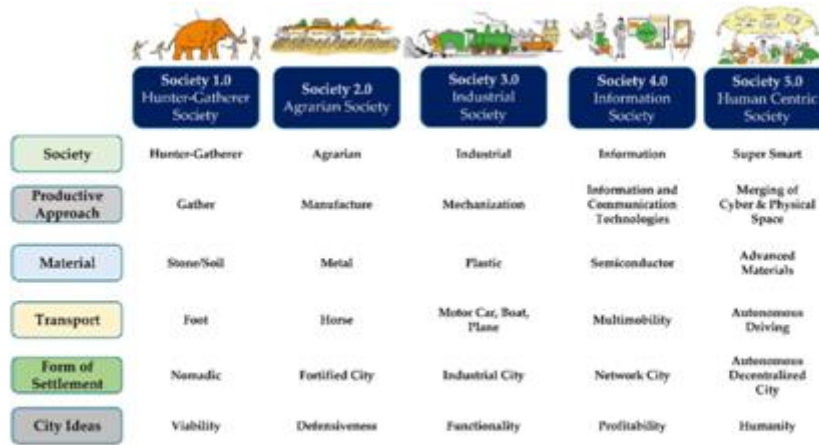 Society 1.0
Hunter-Gatherer
Society
Society 2.0
Agrarian Society
Society 3.0
Industrial
Society
Society 4.0
Information
Society
Society 5.0
Human Centric
Society
Society
Hunter-Gatherer
Agrarian
Industrial
Information
Super Smart
Productive
Approach
Gather
Manufacture
Mechanization
Information and
Communication
Technologies
Merging of
Cyber & Physical
Space
Material
Stone/Soil
Metal
Plastic
Semiconductor
Advanced
Materials
Transport
Foot
Horse
Motor Car, Boat,
Plane
Multimobility
Autonomous
Driving
Form of
Settlement
Nomadic
Fortified City
Industrial City
Network City
Autonomous
Decentralized
City
City Ideas
Viability
Defensiveness
Functionality
Profitability
Humanity